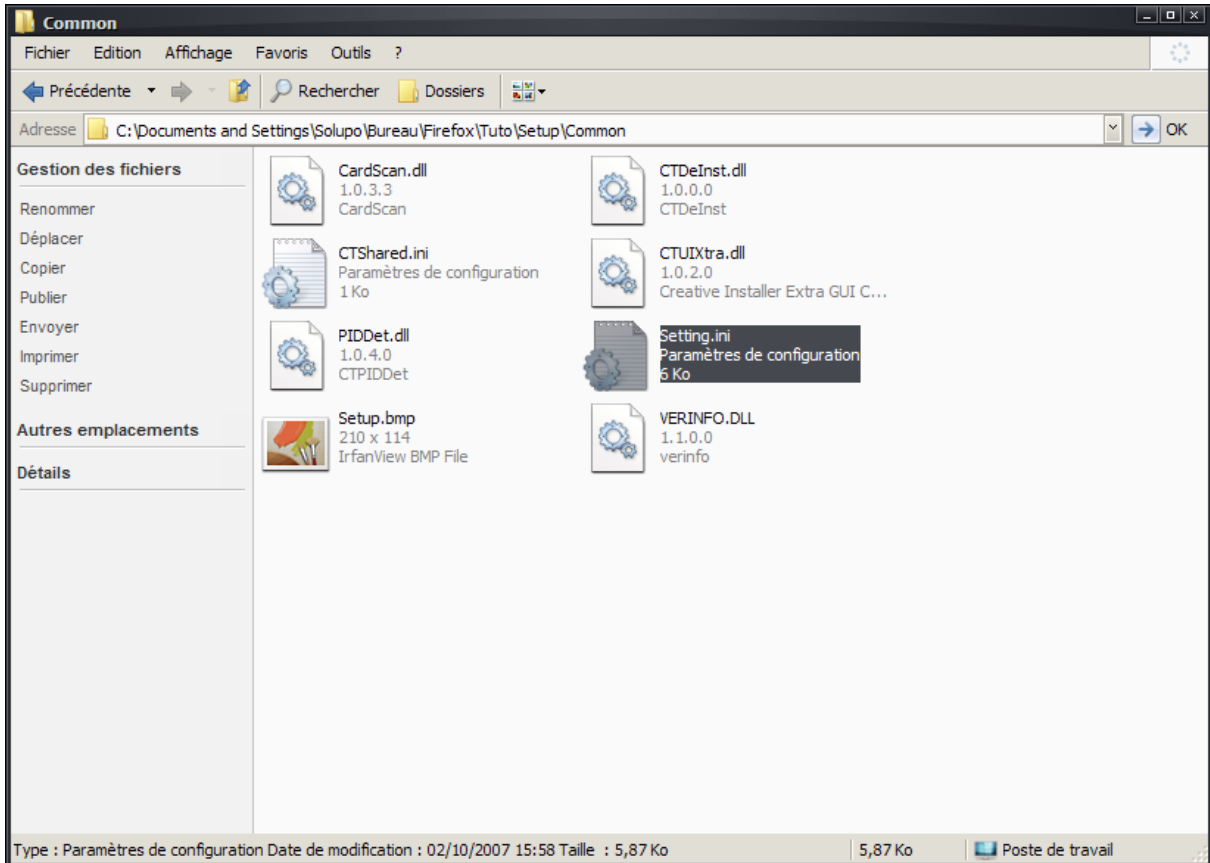 Common
Fichier Edition Affichage Favoris Outils ?
Précédente Rechercher Dossiers
Adresse C:\Documents and Settings\Solupo\Bureau\Firefox\Tuto\Setup\Common OK
Gestion des fichiers
Renommer
Déplacer
Copier
Publier
Envoyer
Imprimer
Supprimer
Autres emplacements
Détails
CardScan.dll
1.0.3.3
CardScan
CTDeInst.dll
1.0.0.0
CTDeInst
CTShared.ini
Paramètres de configuration
1 Ko
CTUIXtra.dll
1.0.2.0
Creative Installer Extra GUI C...
PIDDet.dll
1.0.4.0
CTPIDDet
Setting.ini
Paramètres de configuration
6 Ko
Setup.bmp
210 x 114
IrfanView BMP File
VERINFO.DLL
1.1.0.0
verinfo
Type : Paramètres de configuration Date de modification : 02/10/2007 15:58 Taille : 5,87 Ko 5,87 Ko Poste de travail